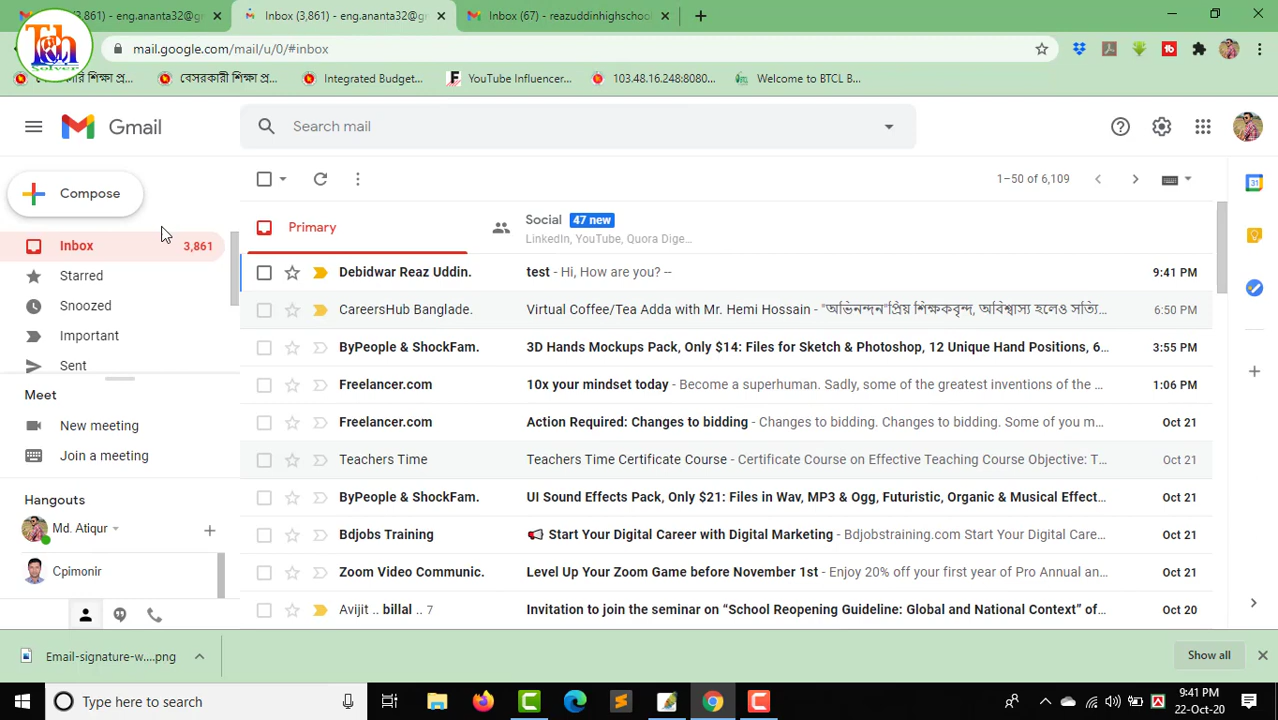 3,861) - eng.ananta32@g
Inbox (3,861) - eng.ananta32@g
Inbox (67) - reazuddinhighschool
Tech
Solver
mail.google.com/mail/u/0/#inbox
শিক্ষা প্র...
বেসরকারী শিক্ষা প্র...
Integrated Budget...
YouTube Influencer...
103.48.16.248:8080...
Welcome to BTCL B...
Gmail
Search mail
Compose
1–50 of 6,109
Inbox 3,861
Starred
Snoozed
Important
Sent
Primary
Social 47 new
LinkedIn, YouTube, Quora Dige...
Debidwar Reaz Uddin. test - Hi, How are you? -- 9:41 PM
CareersHub Banglade. Virtual Coffee/Tea Adda with Mr. Hemi Hossain - "অভিনন্দন"প্রিয় শিক্ষকবৃন্দ, অবিশ্বাস্য হলেও সত্যি... 6:50 PM
ByPeople & ShockFam. 3D Hands Mockups Pack, Only $14: Files for Sketch & Photoshop, 12 Unique Hand Positions, 6... 3:55 PM
Freelancer.com 10x your mindset today - Become a superhuman. Sadly, some of the greatest inventions of the ... 1:06 PM
Freelancer.com Action Required: Changes to bidding - Changes to bidding. Changes to bidding. Some of you m... Oct 21
Teachers Time Teachers Time Certificate Course - Certificate Course on Effective Teaching Course Objective: T... Oct 21
ByPeople & ShockFam. UI Sound Effects Pack, Only $21: Files in Wav, MP3 & Ogg, Futuristic, Organic & Musical Effect... Oct 21
Bdjobs Training Start Your Digital Career with Digital Marketing - Bdjobstraining.com Start Your Digital Care... Oct 21
Zoom Video Communic. Level Up Your Zoom Game before November 1st - Enjoy 20% off your first year of Pro Annual an... Oct 21
Avijit .. billal .. 7 Invitation to join the seminar on “School Reopening Guideline: Global and National Context” of... Oct 20
Meet
New meeting
Join a meeting
Hangouts
Md. Atiqur
Cpimonir
31
Email-signature-w....png
Show all
Type here to search
9:41 PM
22-Oct-20